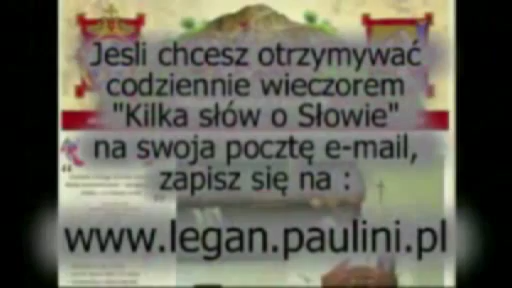 Jesli chcesz otrzymywać
codziennie wieczorem
"Kilka słów o Słowie"
na swoja pocztę e-mail,
zapisz się na :
www.legan.paulini.pl